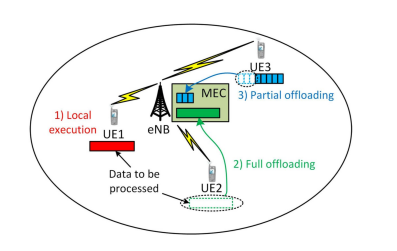 UE3
MEC
3) Partial offloading
1) Local
execution
UE1
eNB
2) Full offloading
Data to be
processed
UE2